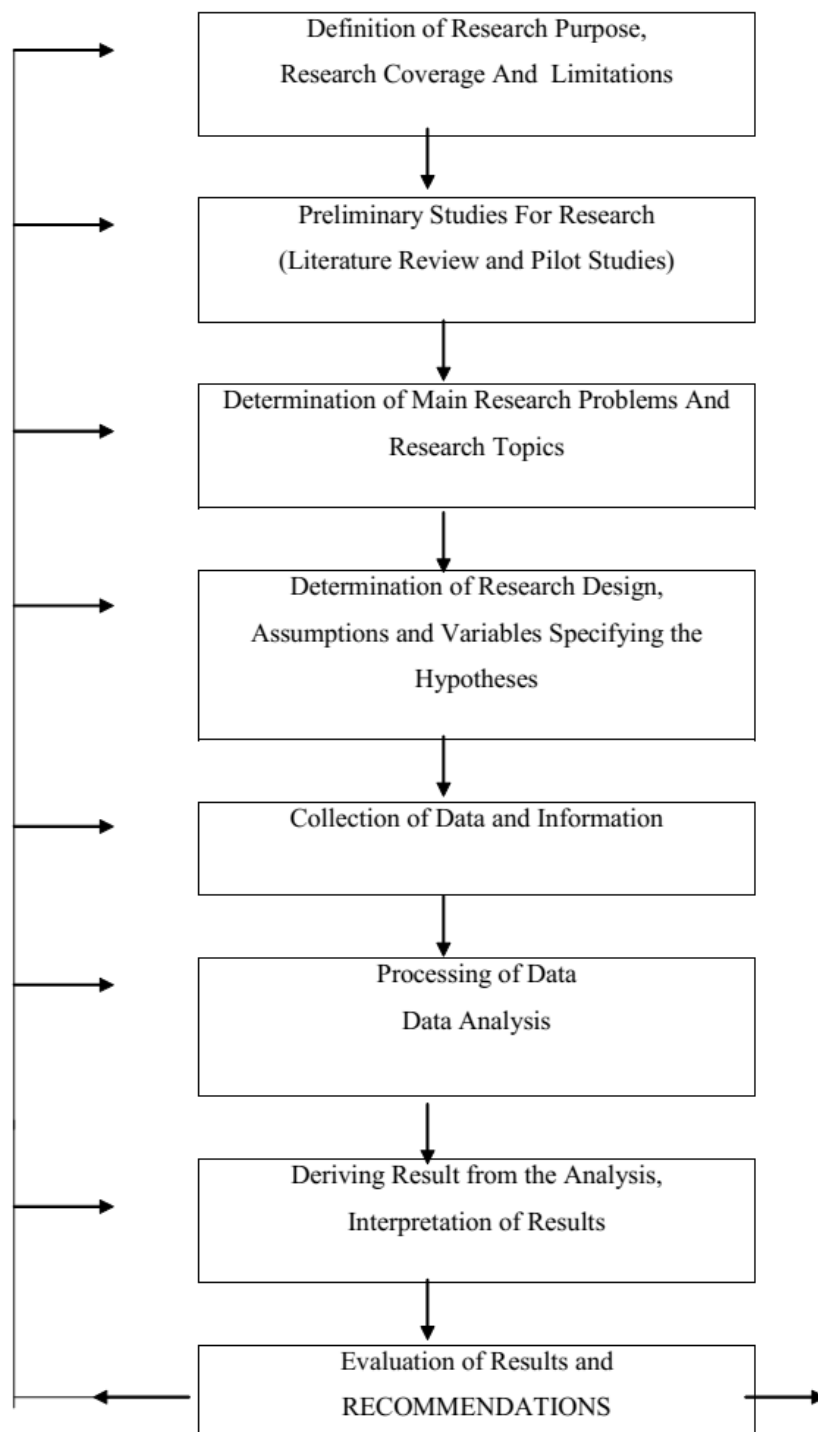 Definition of Research Purpose,
Research Coverage And Limitations
Preliminary Studies For Research
(Literature Review and Pilot Studies)
Determination of Main Research Problems And
Research Topics
Determination of Research Design,
Assumptions and Variables Specifying the
Hypotheses
Collection of Data and Information
Processing of Data
Data Analysis
Deriving Result from the Analysis,
Interpretation of Results
Evaluation of Results and
RECOMMENDATIONS